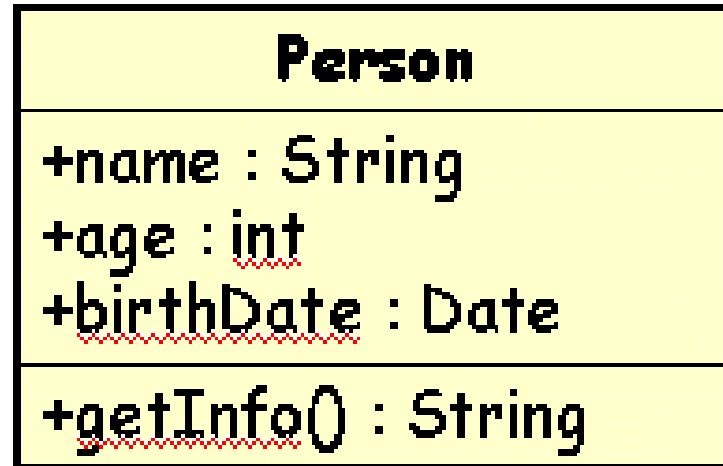 Person
+name : String
+age : int
+birthDate : Date
+getInfo() : String